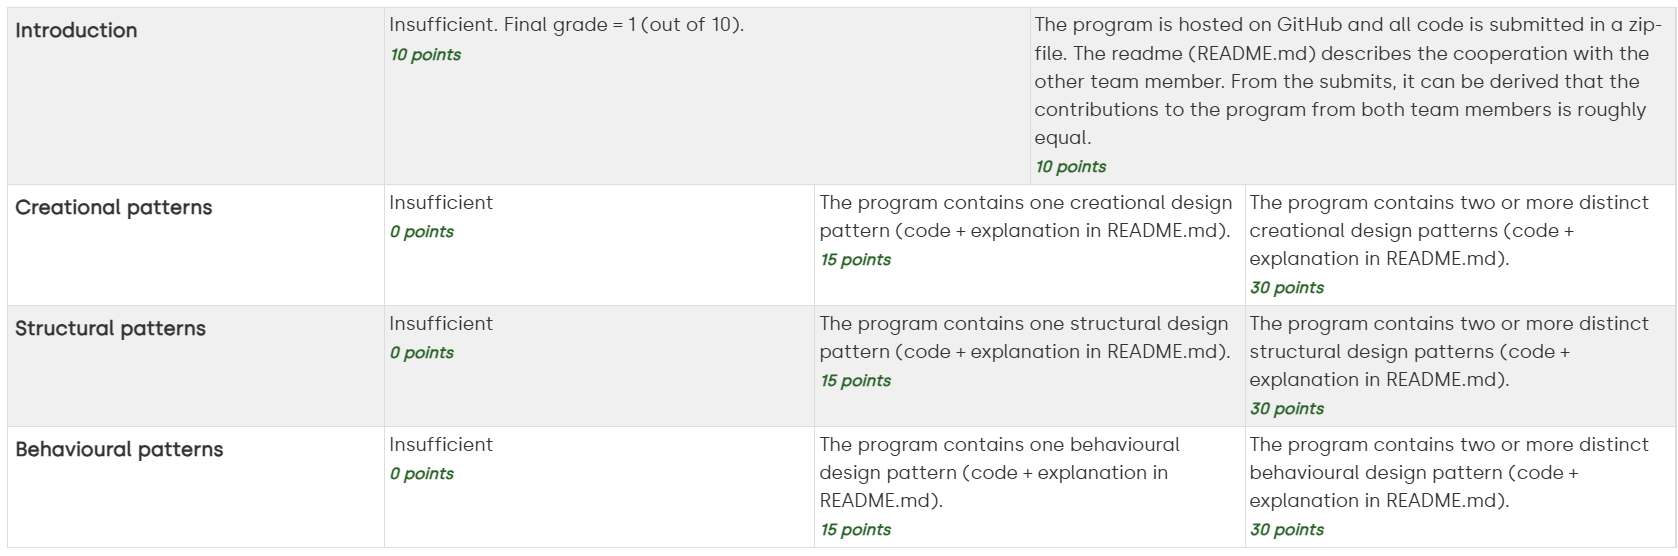 Introduction
Insufficient. Final grade = 1 (out of 10).
10 points
The program is hosted on GitHub and all code is submitted in a zip-
file. The readme (README.md) describes the cooperation with the
other team member. From the submits, it can be derived that the
contributions to the program from both team members is roughly
equal.
10 points
Creational patterns
Insufficient
0 points
The program contains one creational design
pattern (code + explanation in README.md).
15 points
The program contains two or more distinct
creational design patterns (code +
explanation in README.md).
30 points
Structural patterns
Insufficient
0 points
The program contains one structural design
pattern (code + explanation in README.md).
15 points
The program contains two or more distinct
structural design patterns (code +
explanation in README.md).
30 points
Behavioural patterns
Insufficient
0 points
The program contains one behavioural
design pattern (code + explanation in
README.md).
15 points
The program contains two or more distinct
behavioural design pattern (code +
explanation in README.md).
30 points